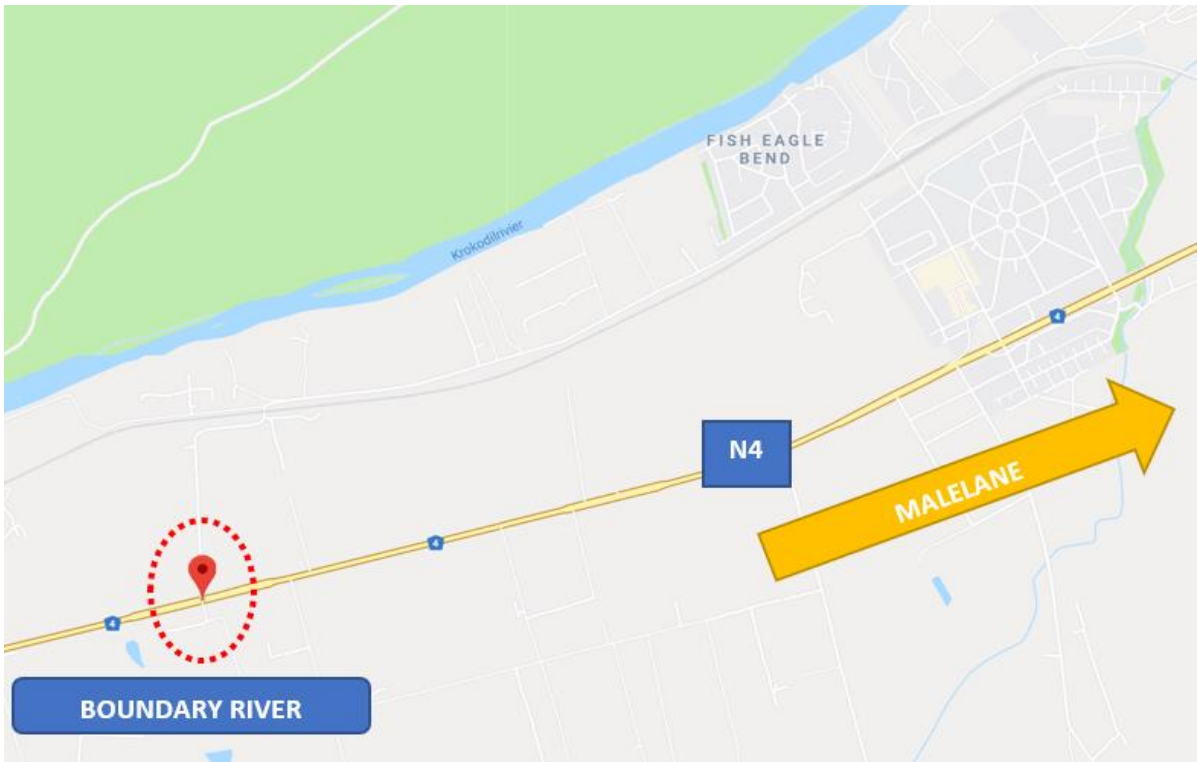 FISH EAGLE
BEND
Krokodilrivier
4
N4
MALELANE
4
4
BOUNDARY RIVER